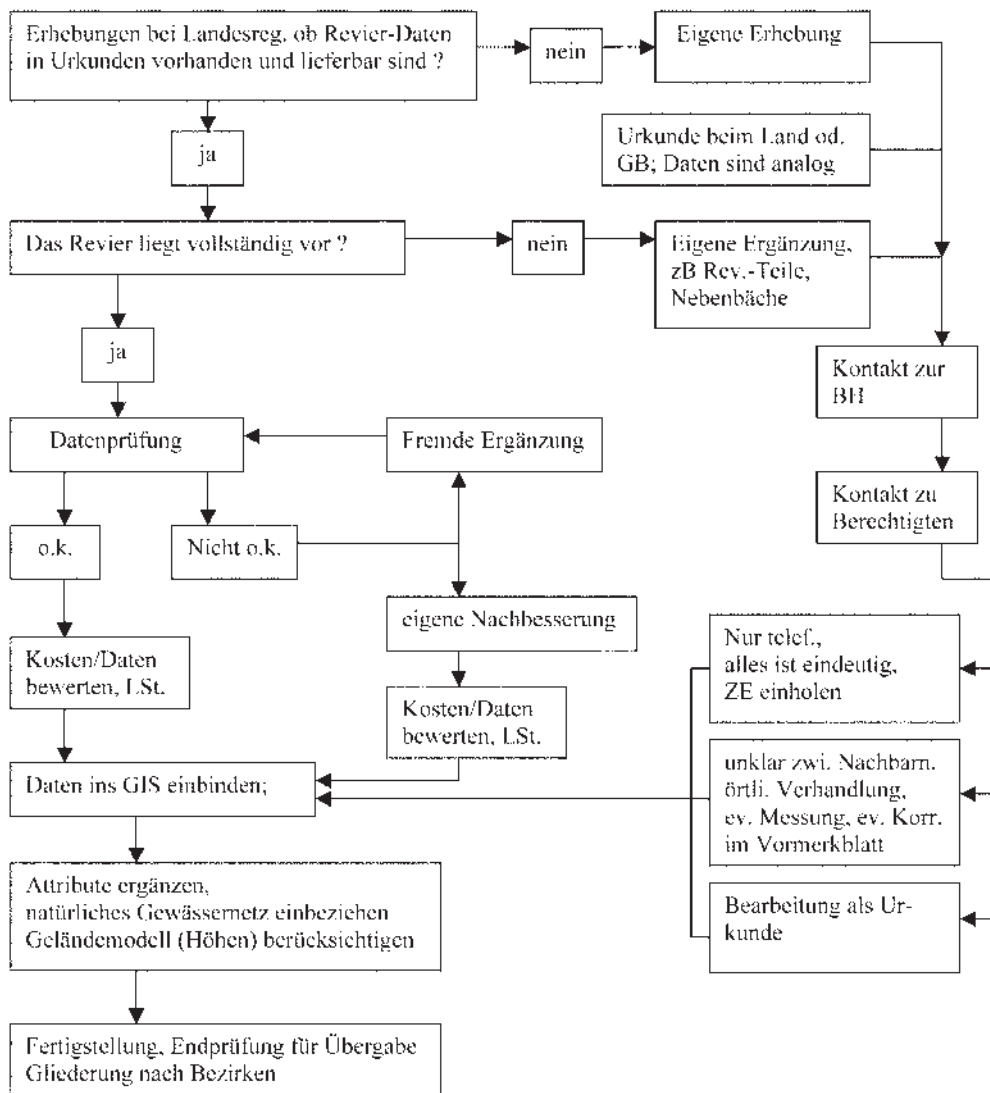 Erhebungen bei Landesreg. ob Revier-Daten
in Urkunden vorhanden und lieferbar sind ?
nein
Eigene Erhebung
ja
Urkunde beim Land od.
GB; Daten sind analog
Das Revier liegt vollständig vor ?
nein
Eigene Ergänzung,
zB Rev.-Teile,
Nebenbäche
ja
Kontakt zur
BH
Datenprüfung
Fremde Ergänzung
Kontakt zu
Berechtigten
o.k.
Nicht o.k.
eigene Nachbesserung
Nur telef.,
alles ist eindeutig,
ZE einholen
Kosten/Daten
bewerten, LSt.
Kosten/Daten
bewerten, LSt.
Daten ins GIS einbinden;
unklar zwi. Nachbarn.
örtli. Verhandlung,
ev. Messung, ev. Korr.
im Vormerkblatt
Attribute ergänzen,
natürliches Gewässernetz einbeziehen
Geländemodell (Höhen) berücksichtigen
Bearbeitung als Ur-
kunde
Fertigstellung, Endprüfung für Übergabe
Gliederung nach Bezirken